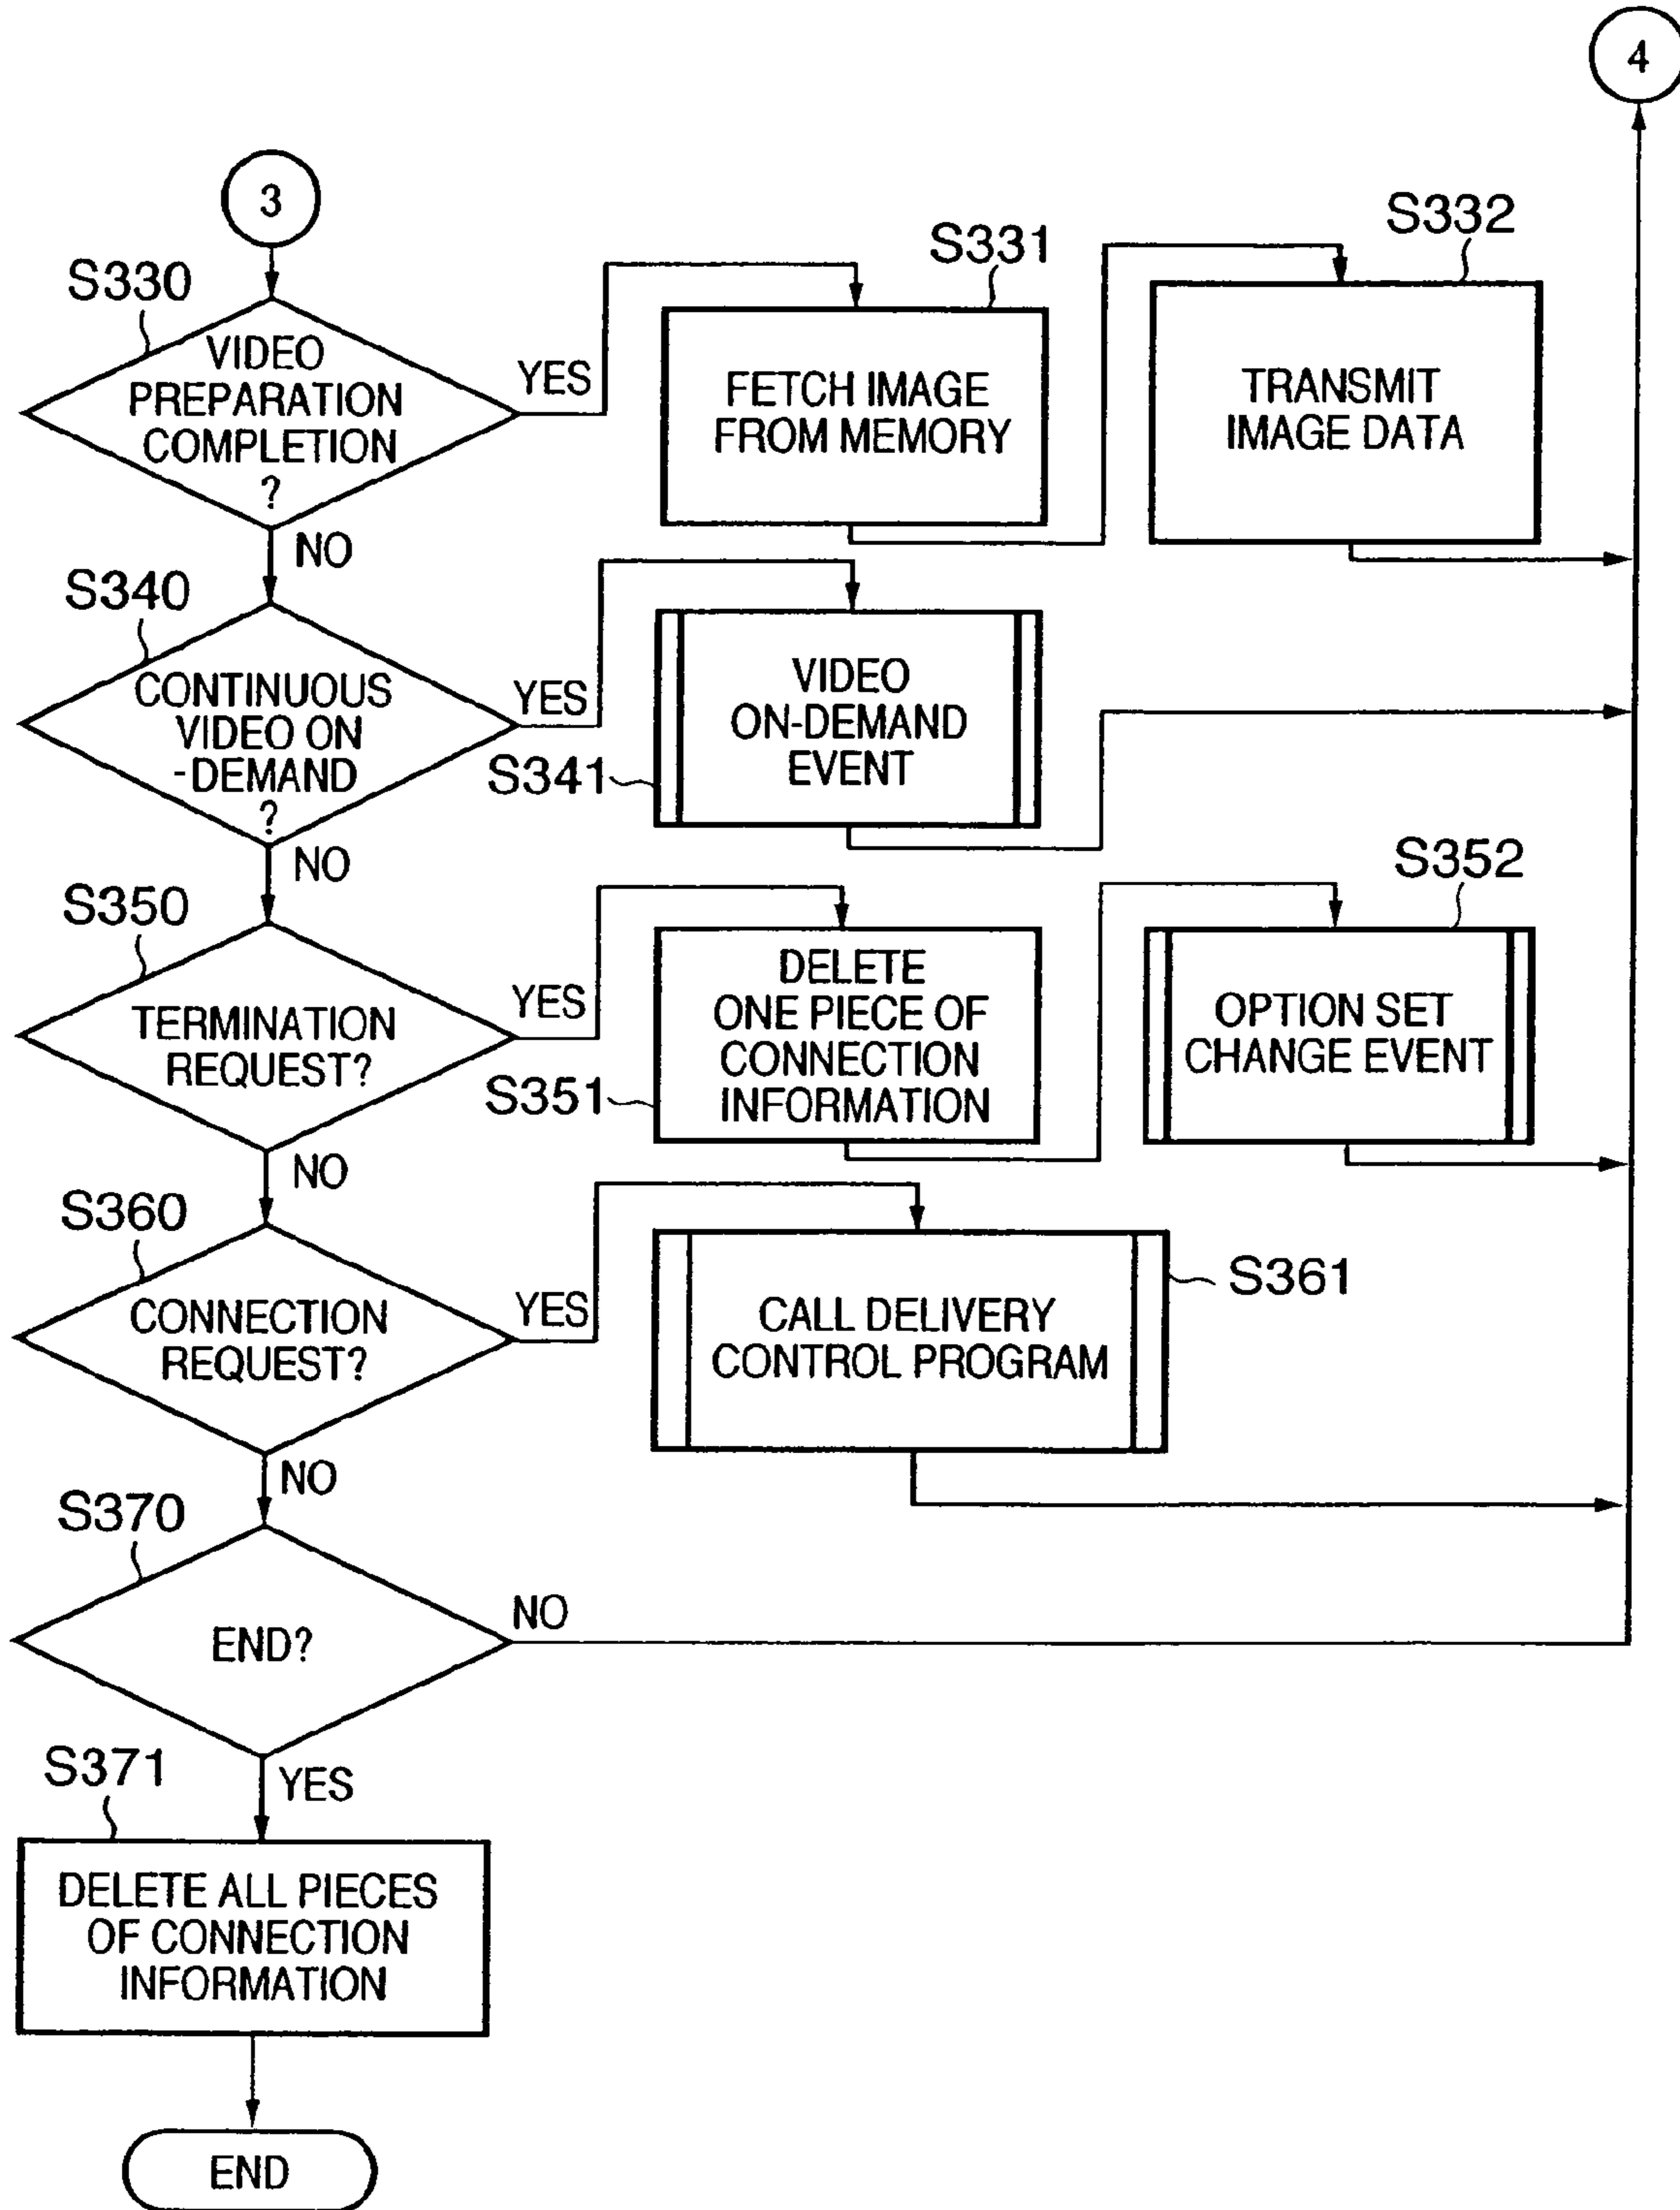 4
3
S330
VIDEO
PREPARATION
COMPLETION
?
YES
NO
S331
FETCH IMAGE
FROM MEMORY
S332
TRANSMIT
IMAGE DATA
S340
CONTINUOUS
VIDEO ON
-DEMAND
?
YES
NO
S341
VIDEO
ON-DEMAND
EVENT
S350
TERMINATION
REQUEST?
YES
NO
S351
DELETE
ONE PIECE OF
CONNECTION
INFORMATION
S352
OPTION SET
CHANGE EVENT
S360
CONNECTION
REQUEST?
YES
NO
S361
CALL DELIVERY
CONTROL PROGRAM
S370
END?
NO
YES
S371
DELETE ALL PIECES
OF CONNECTION
INFORMATION
END